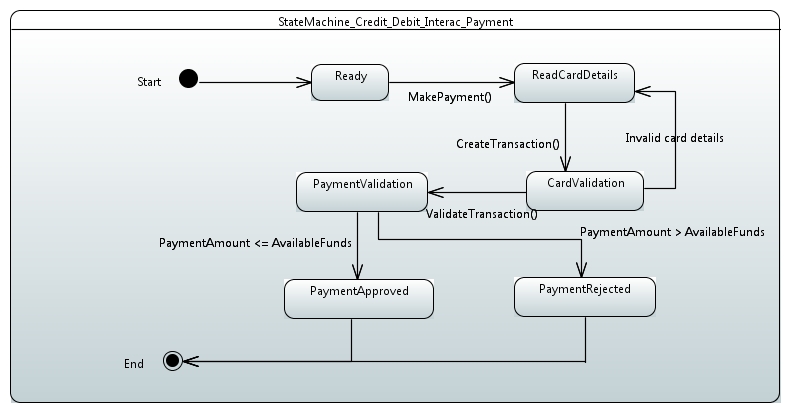 StateMachine_Credit_Debit_Interac_Payment
Start
Ready
ReadCardDetails
MakePayment()
Invalid card details
CreateTransaction()
PaymentValidation
CardValidation
ValidateTransaction()
PaymentAmount <= AvailableFunds
PaymentAmount > AvailableFunds
PaymentApproved
PaymentRejected
End